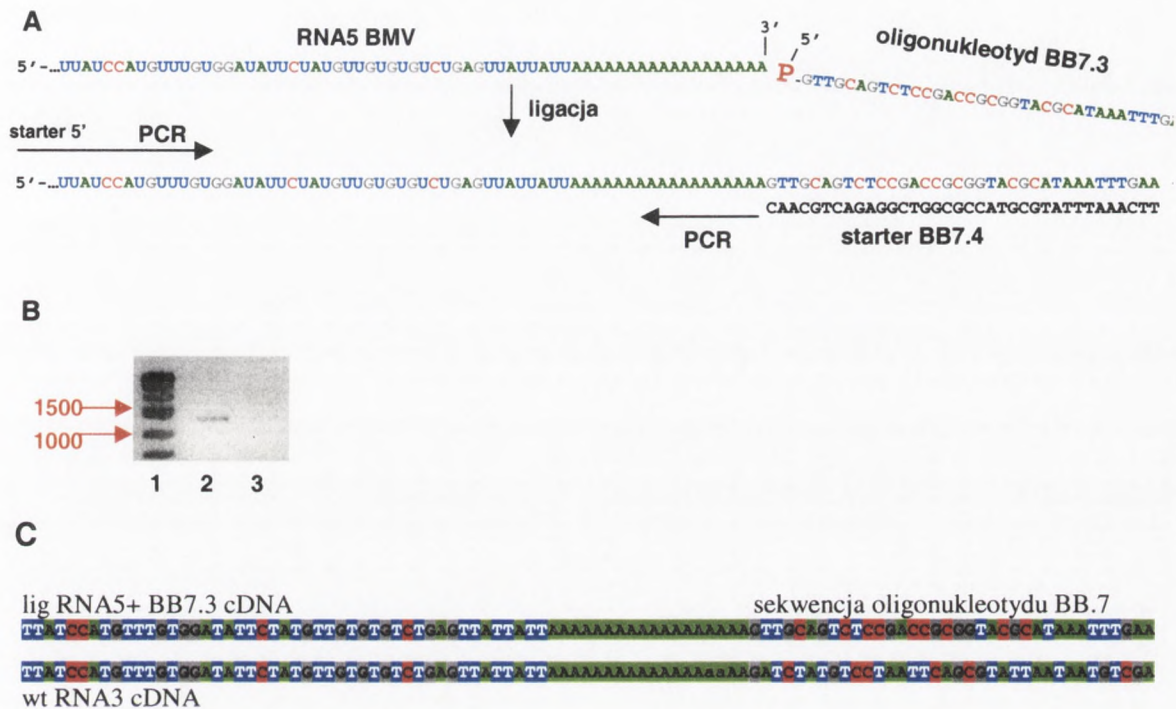 A
RNA5 BMV
3′
5′
oligonukleotyd BB7.3
5′-…UUAUCCAUGUUUGUGGAUAUUCUAUGUUGUGUGUCUGAGUUAUUAUUAAAAAAAAAAAAAAAAAA P-GTTGCAGTCTCCGACCGCGGTACGCATAAATTTG
ligacja
starter 5’ PCR
5′-…UUAUCCAUGUUUGUGGAUAUUCUAUGUUGUGUGUCUGAGUUAUUAUUAAAAAAAAAAAAAAAAAAGTTGCAGTCTCCGACCGCGGTACGCATAAATTTGAA
CAACGTCAGAGGCTGGCGCCATGCGTATTTAAACTT
PCR
starter BB7.4
B
1500
1000
1 2 3
C
lig RNA5+ BB7.3 cDNA
sekwencja oligonukleotydu BB.7
TTATCCATGTTTGTGGATATTCTATGTTGTGTGTCTGAGTTATTATTAAAAAAAAAAAAAAAAAAGTTGCAGTCTCCGACCGCGGTACGCATAAATTTGAA
TTATCCATGTTTGTGGATATTCTATGTTGTGTGTCTGAGTTATTATTAAAAAAAAAAAAAAaaAAGATCTATGTCCTAATTCAGCGTATTAATAATGTCGA
wt RNA3 cDNA